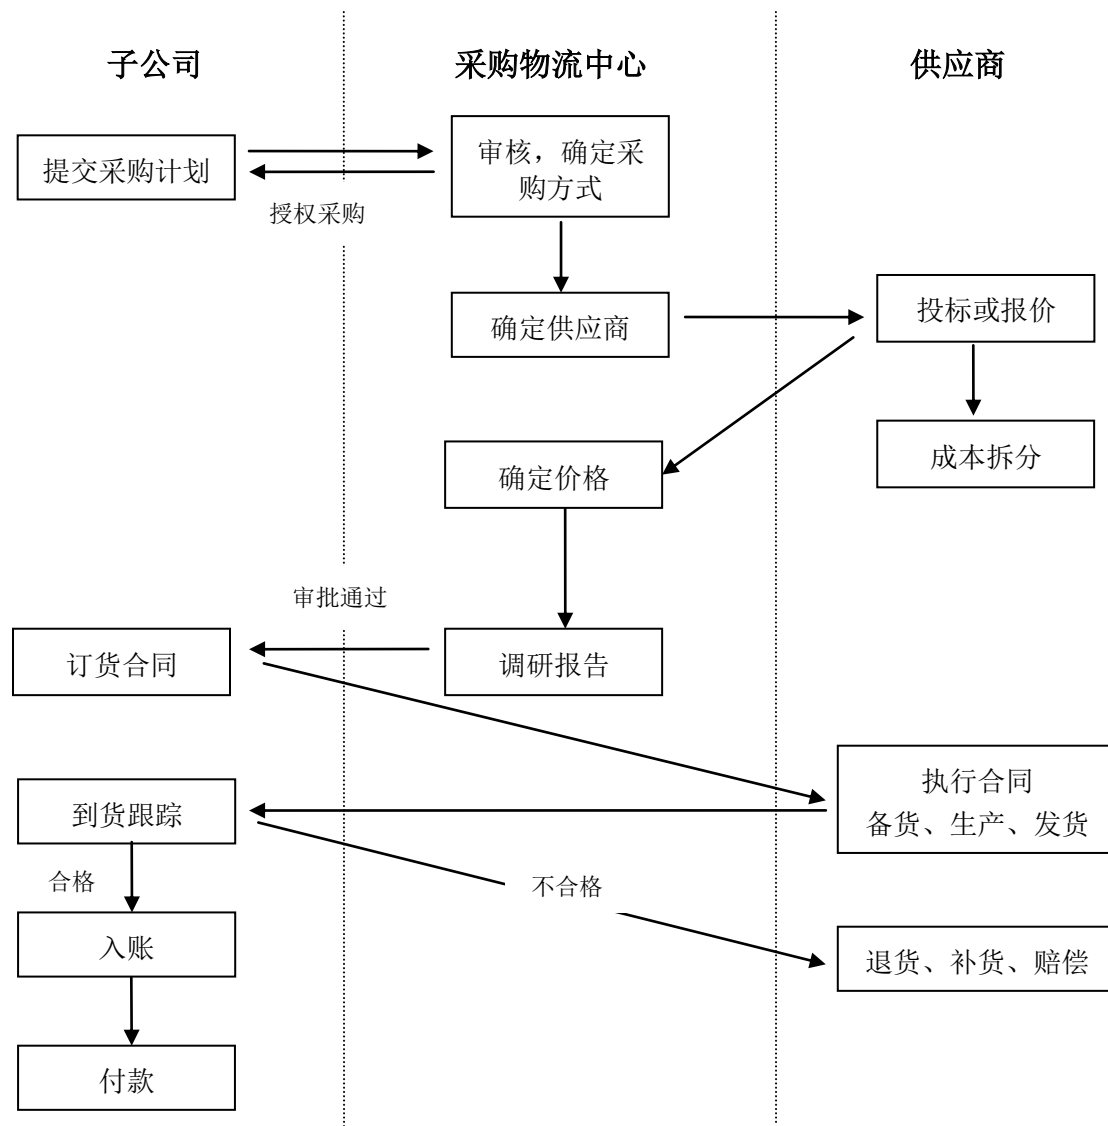 子公司
采购物流中心
供应商
提交采购计划
审核，确定采
购方式
授权采购
确定供应商
投标或报价
成本拆分
确定价格
审批通过
订货合同
调研报告
执行合同
备货、生产、发货
到货跟踪
合格
不合格
入账
退货、补货、赔偿
付款